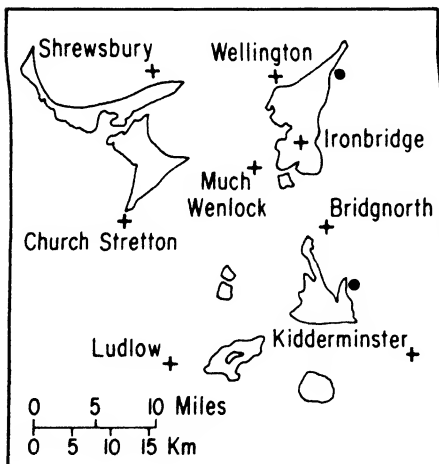 Shrewsbury
Wellington
Ironbridge
Much
Wenlock
Bridgnorth
Church Stretton
Kidderminster
Ludlow
0 5 10 Miles
0 5 10 15 Km